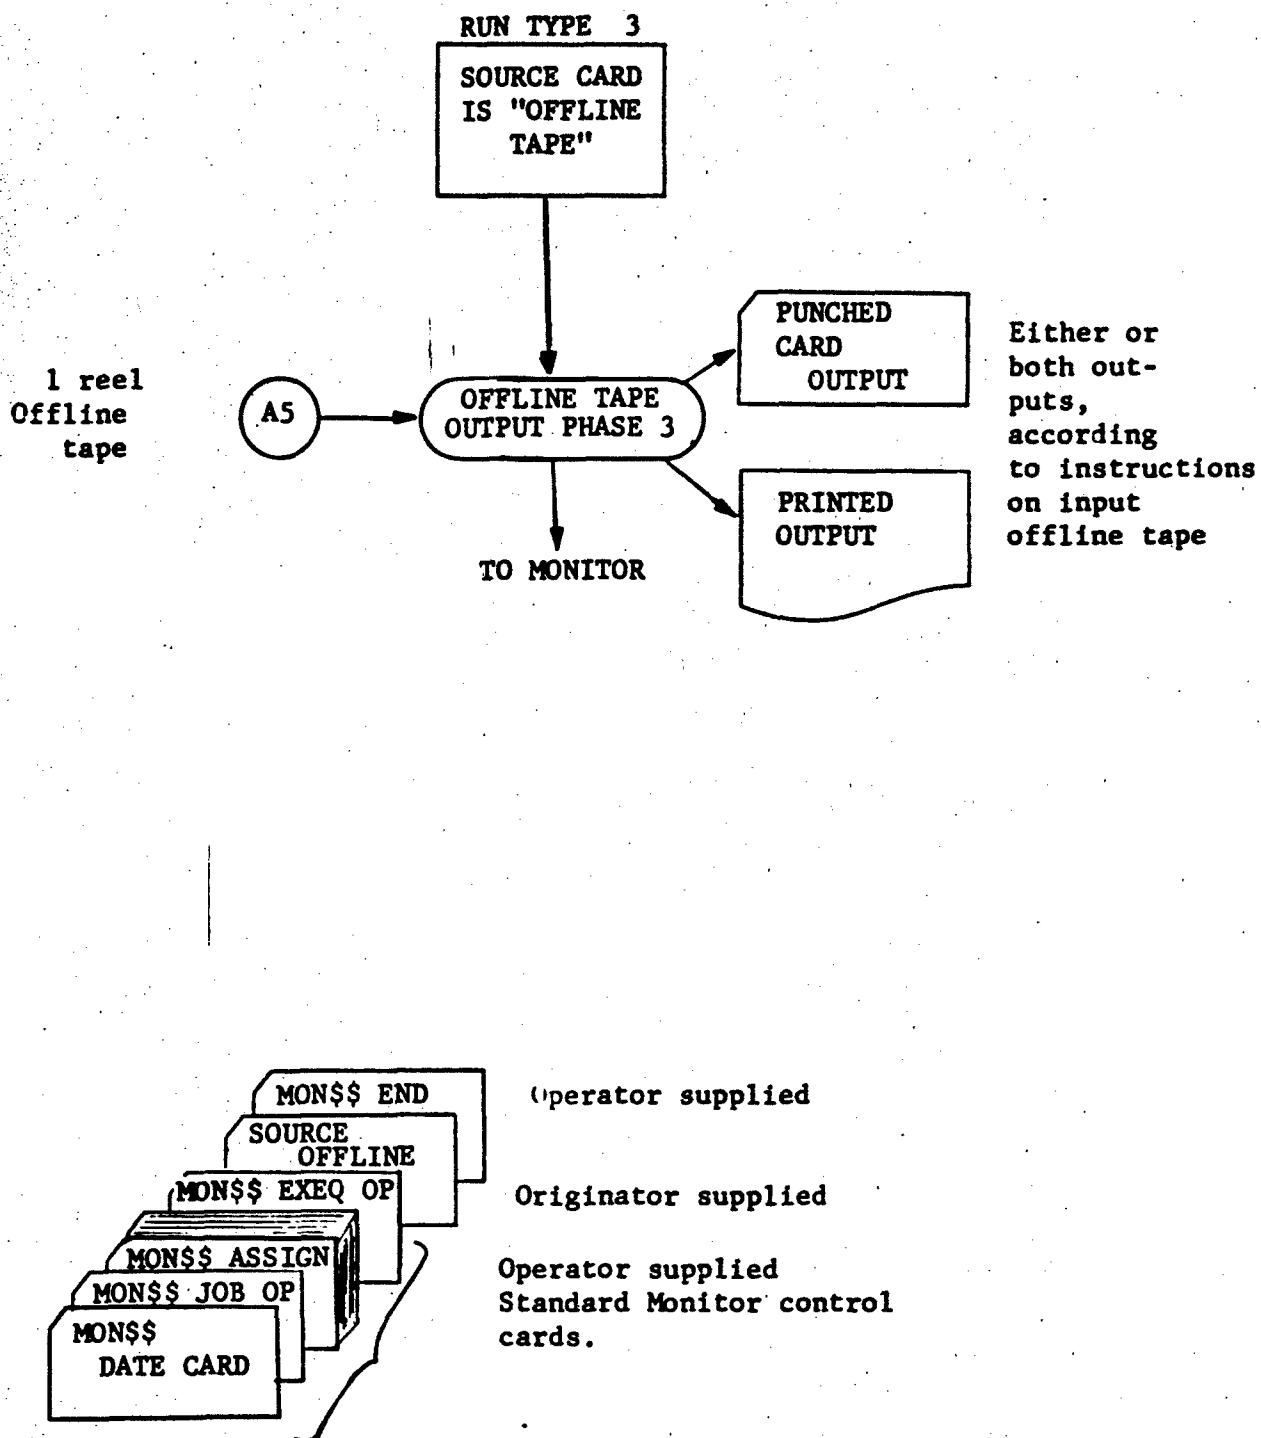 RUN TYPE 3
SOURCE CARD
IS "OFFLINE
TAPE"
1 reel
Offline
tape
A5
OFFLINE TAPE
OUTPUT PHASE 3
TO MONITOR
PUNCHED
CARD
OUTPUT
PRINTED
OUTPUT
Either or
both out-
puts,
according
to instructions
on input
offline tape
MON$$ END
Operator supplied
SOURCE
OFFLINE
MON$$ EXEQ OP
Originator supplied
MON$$ ASSIGN
MON$$ JOB OP
MON$$
DATE CARD
Operator supplied
Standard Monitor control
cards.